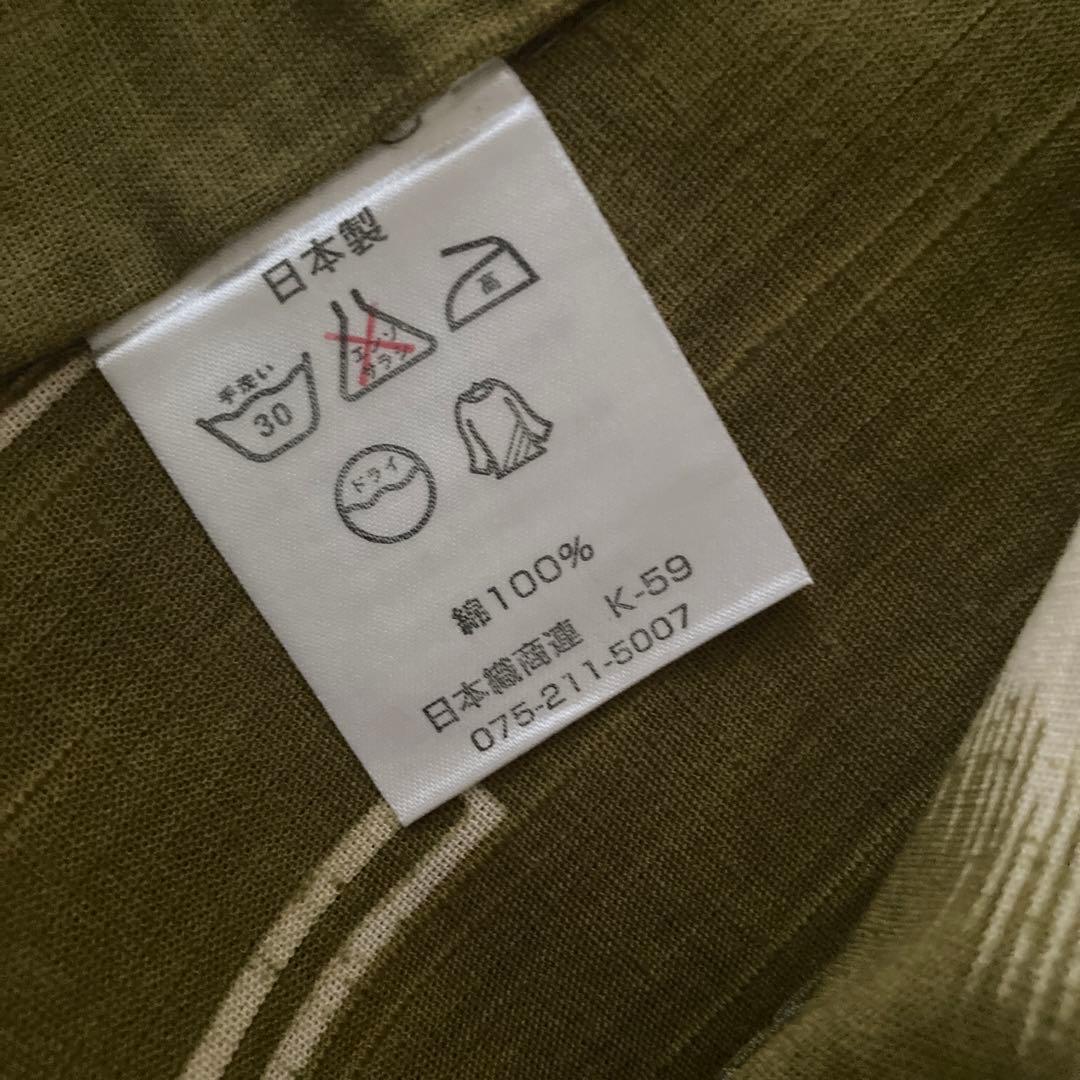 日本製
手洗い
30
エンソ
サラシ
高
ドライ
綿100%
日本織商連 K-59
075-211-5007